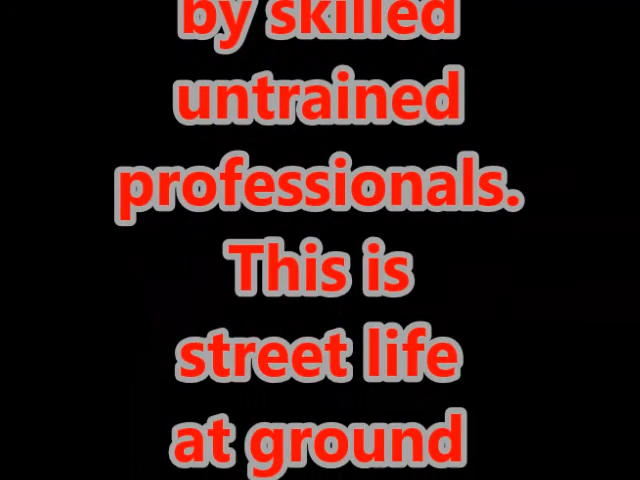 by skilled
untrained
professionals.
This is
street life
at ground